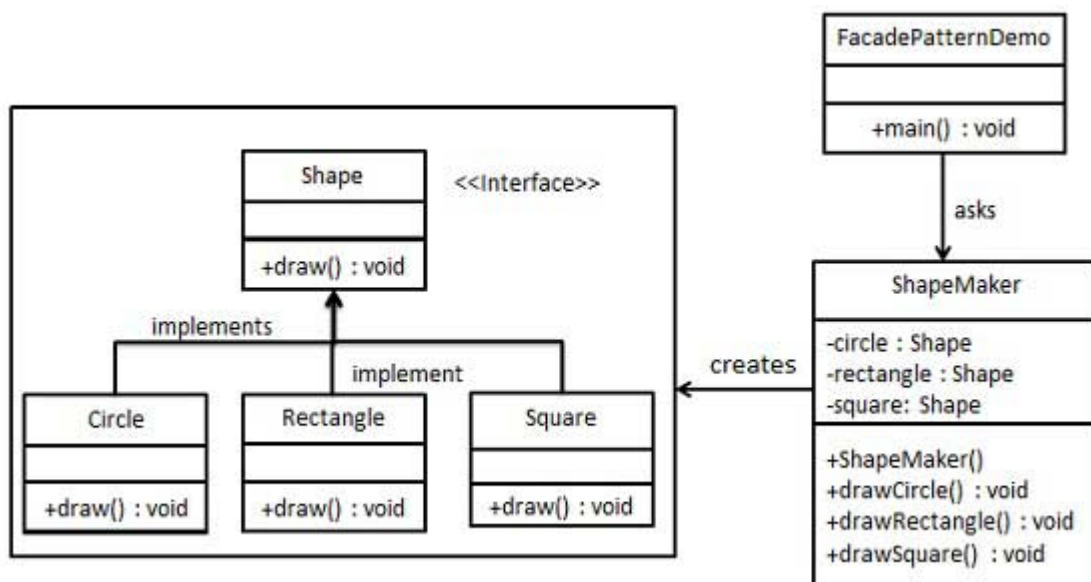 FacadePatternDemo
+main() : void
asks
Shape
<<Interface>>
+draw() : void
implements
implement
Circle
+draw() : void
Rectangle
+draw() : void
Square
+draw() : void
creates
ShapeMaker
-circle : Shape
-rectangle : Shape
-square: Shape
+ShapeMaker()
+drawCircle() : void
+drawRectangle() : void
+drawSquare() : void